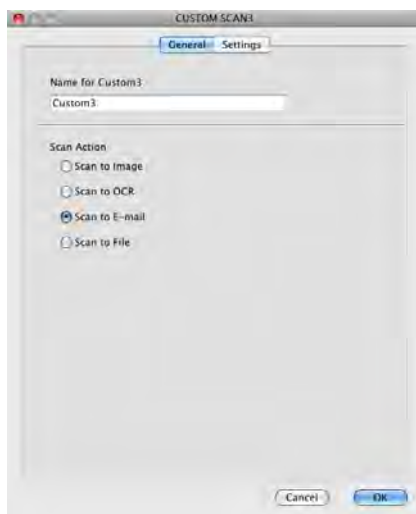 CUSTOM SCAN3
General Settings
Name for Custom3
Custom3
Scan Action
Scan to Image
Scan to OCR
Scan to E-mail
Scan to File
Cancel OK